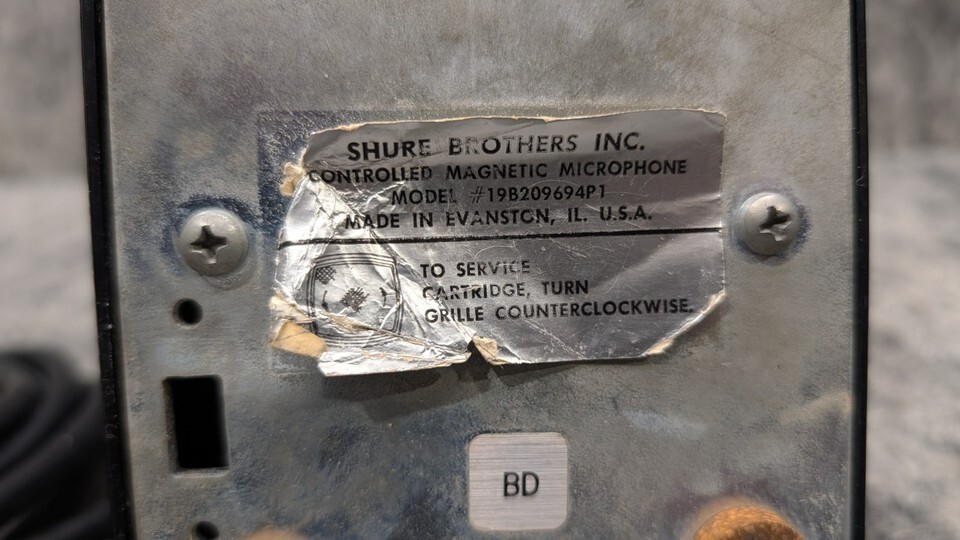 SHURE BROTHERS INC.
CONTROLLED MAGNETIC MICROPHONE
MODEL #19B209694P1
MADE IN EVANSTON, IL. U.S.A.
TO SERVICE
CARTRIDGE, TURN
GRILLE COUNTERCLOCKWISE.
BD